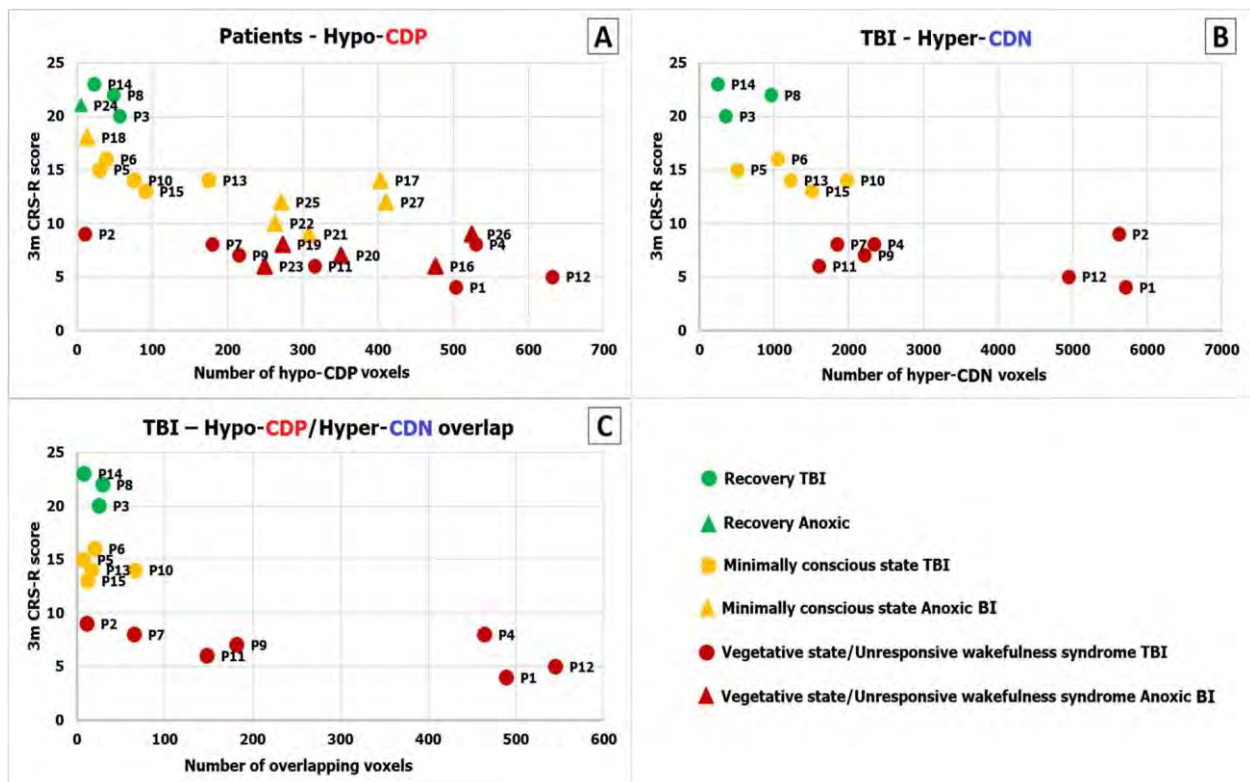 Patients - Hypo-CDP
A
3m CRS-R score
25
20
15
10
5
0
P14
P8
P24
P3
P18
P6
P5
P10
P13
P15
P17
P25
P27
P22
P21
P2
P26
P7
P19
P4
P9
P20
P23
P11
P16
P12
P1
0 100 200 300 400 500 600 700
Number of hypo-CDP voxels
TBI - Hyper-CDN
B
3m CRS-R score
25
20
15
10
5
0
P14
P8
P3
P6
P5
P13
P10
P15
P2
P7
P4
P9
P11
P12
P1
0 1000 2000 3000 4000 5000 6000 7000
Number of hyper-CDN voxels
TBI – Hypo-CDP/Hyper-CDN overlap
C
3m CRS-R score
25
20
15
10
5
0
P14
P8
P3
P6
P5
P13
P10
P15
P2
P7
P4
P9
P11
P12
P1
0 100 200 300 400 500 600
Number of overlapping voxels
Recovery TBI
Recovery Anoxic
Minimally conscious state TBI
Minimally conscious state Anoxic BI
Vegetative state/Unresponsive wakefulness syndrome TBI
Vegetative state/Unresponsive wakefulness syndrome Anoxic BI